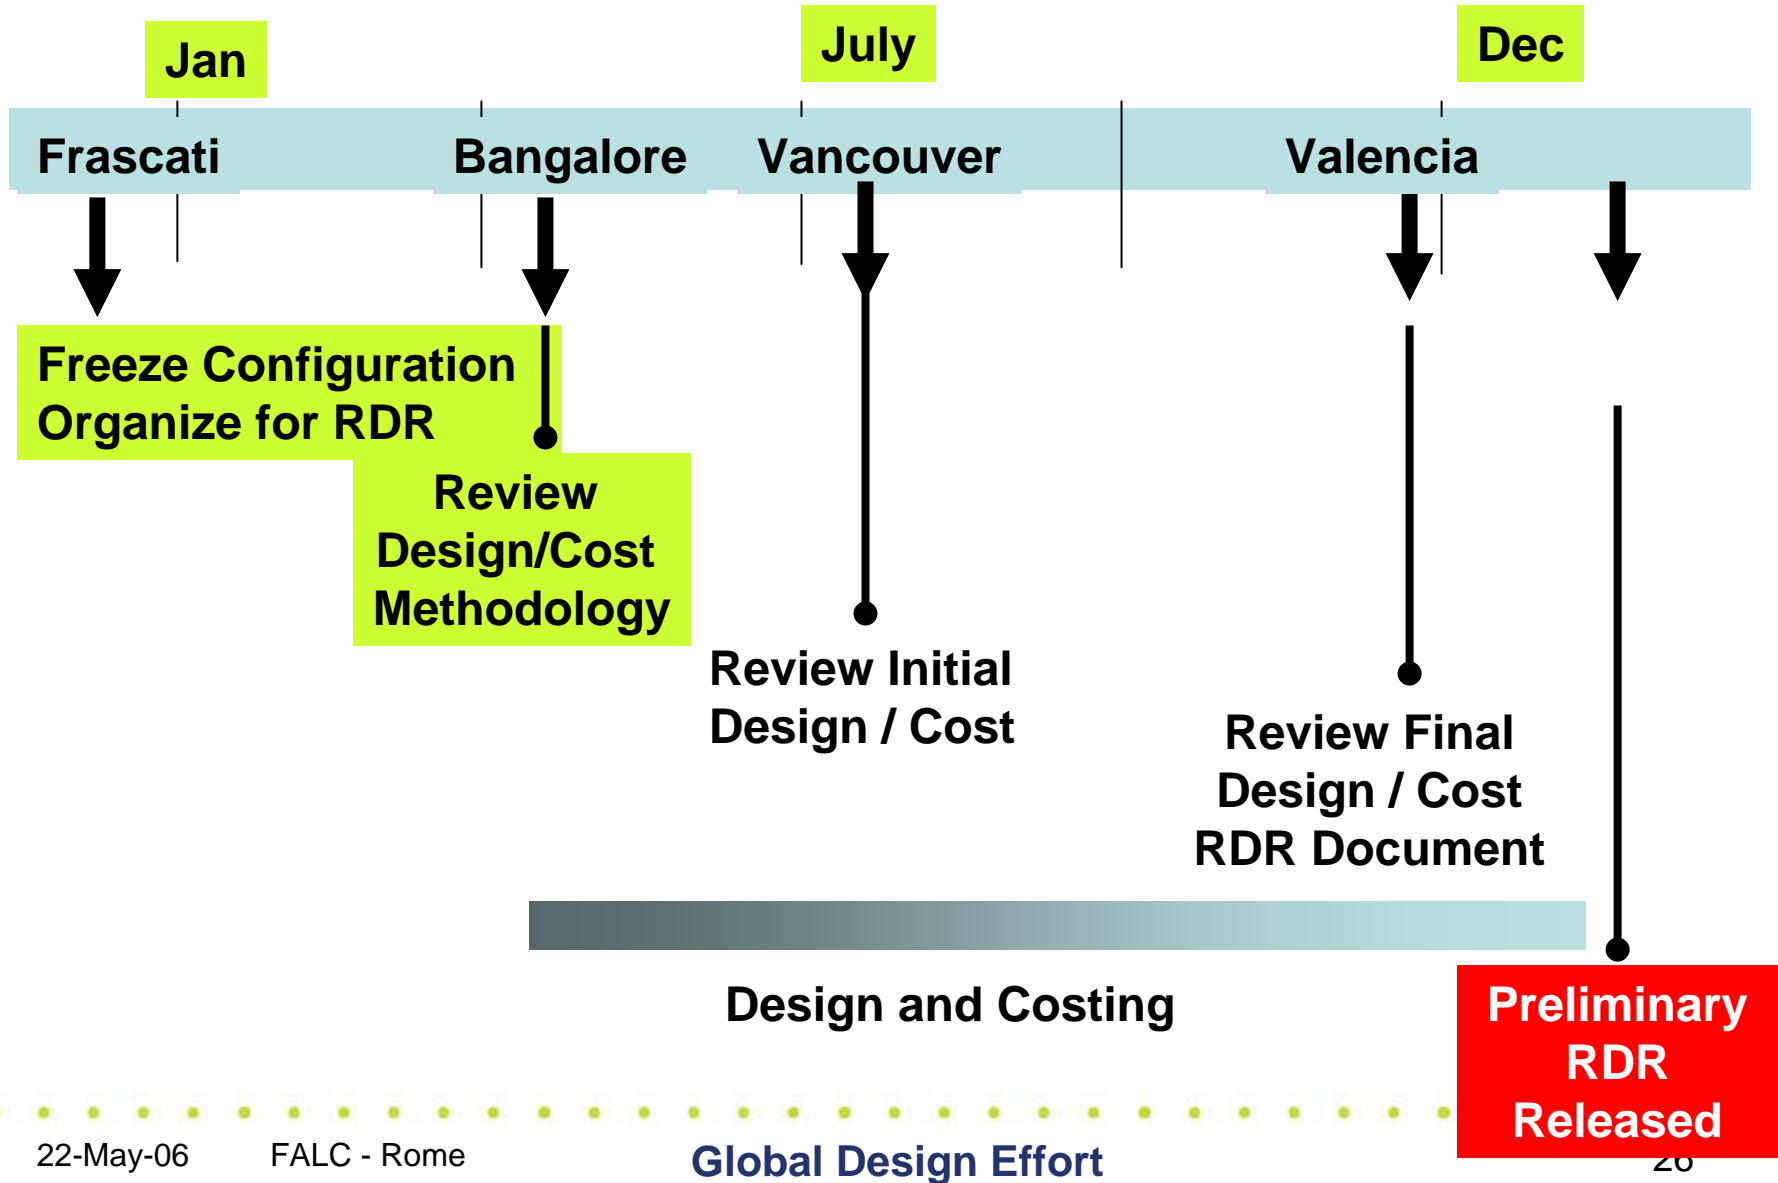 Jan
July
Dec
Frascati
Bangalore
Vancouver
Valencia
Freeze Configuration
Organize for RDR
Review
Design/Cost
Methodology
Review Initial
Design / Cost
Review Final
Design / Cost
RDR Document
Design and Costing
Preliminary
RDR
Released
22-May-06
FALC - Rome
Global Design Effort
26